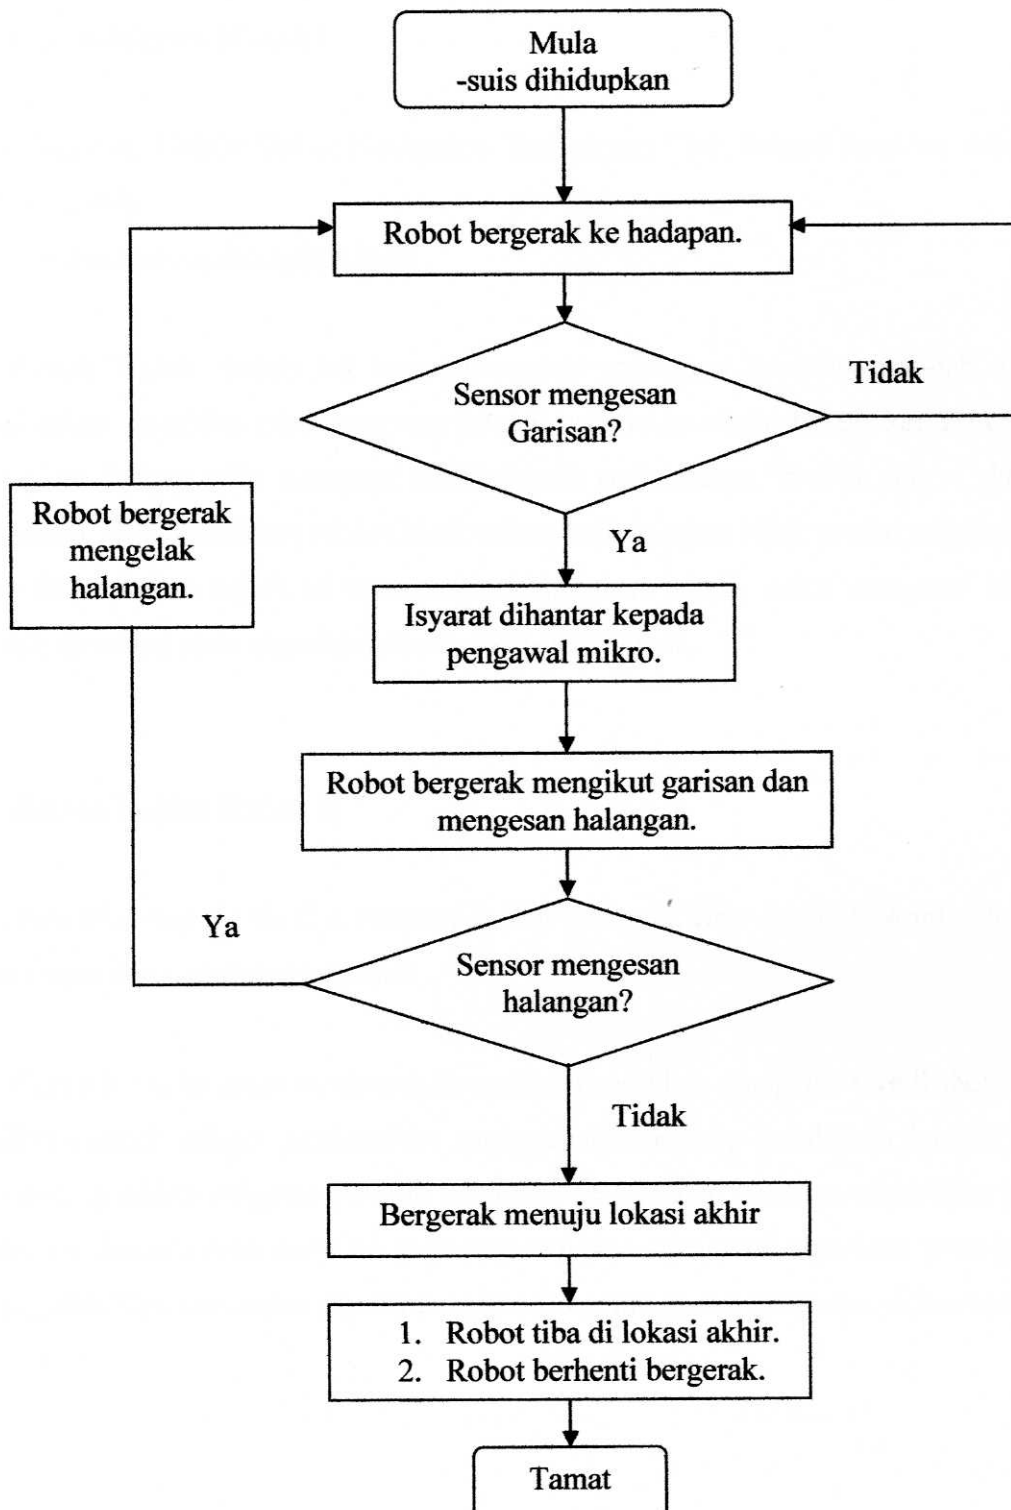 Mula
-suis dihidupkan
Robot bergerak ke hadapan.
Sensor mengesan
Garisan?
Tidak
Ya
Robot bergerak
mengelak
halangan.
Isyarat dihantar kepada
pengawal mikro.
Robot bergerak mengikut garisan dan
mengesan halangan.
Ya
Sensor mengesan
halangan?
Tidak
Bergerak menuju lokasi akhir
1. Robot tiba di lokasi akhir.
2. Robot berhenti bergerak.
Tamat